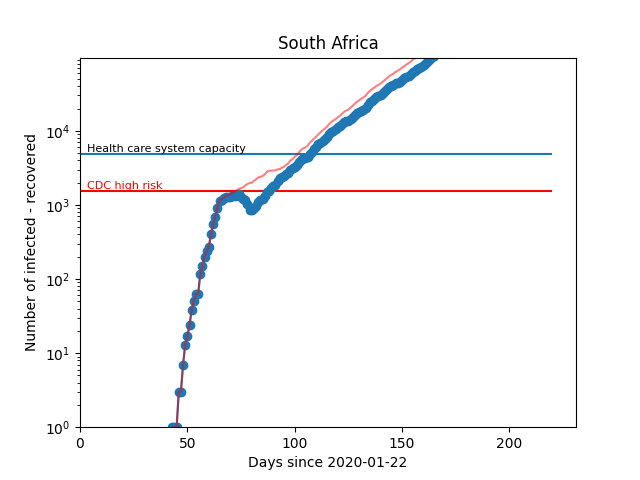 South Africa
Number of infected - recovered
10^4
10^3
10^2
10^1
10^0
Health care system capacity
CDC high risk
0 50 100 150 200
Days since 2020-01-22